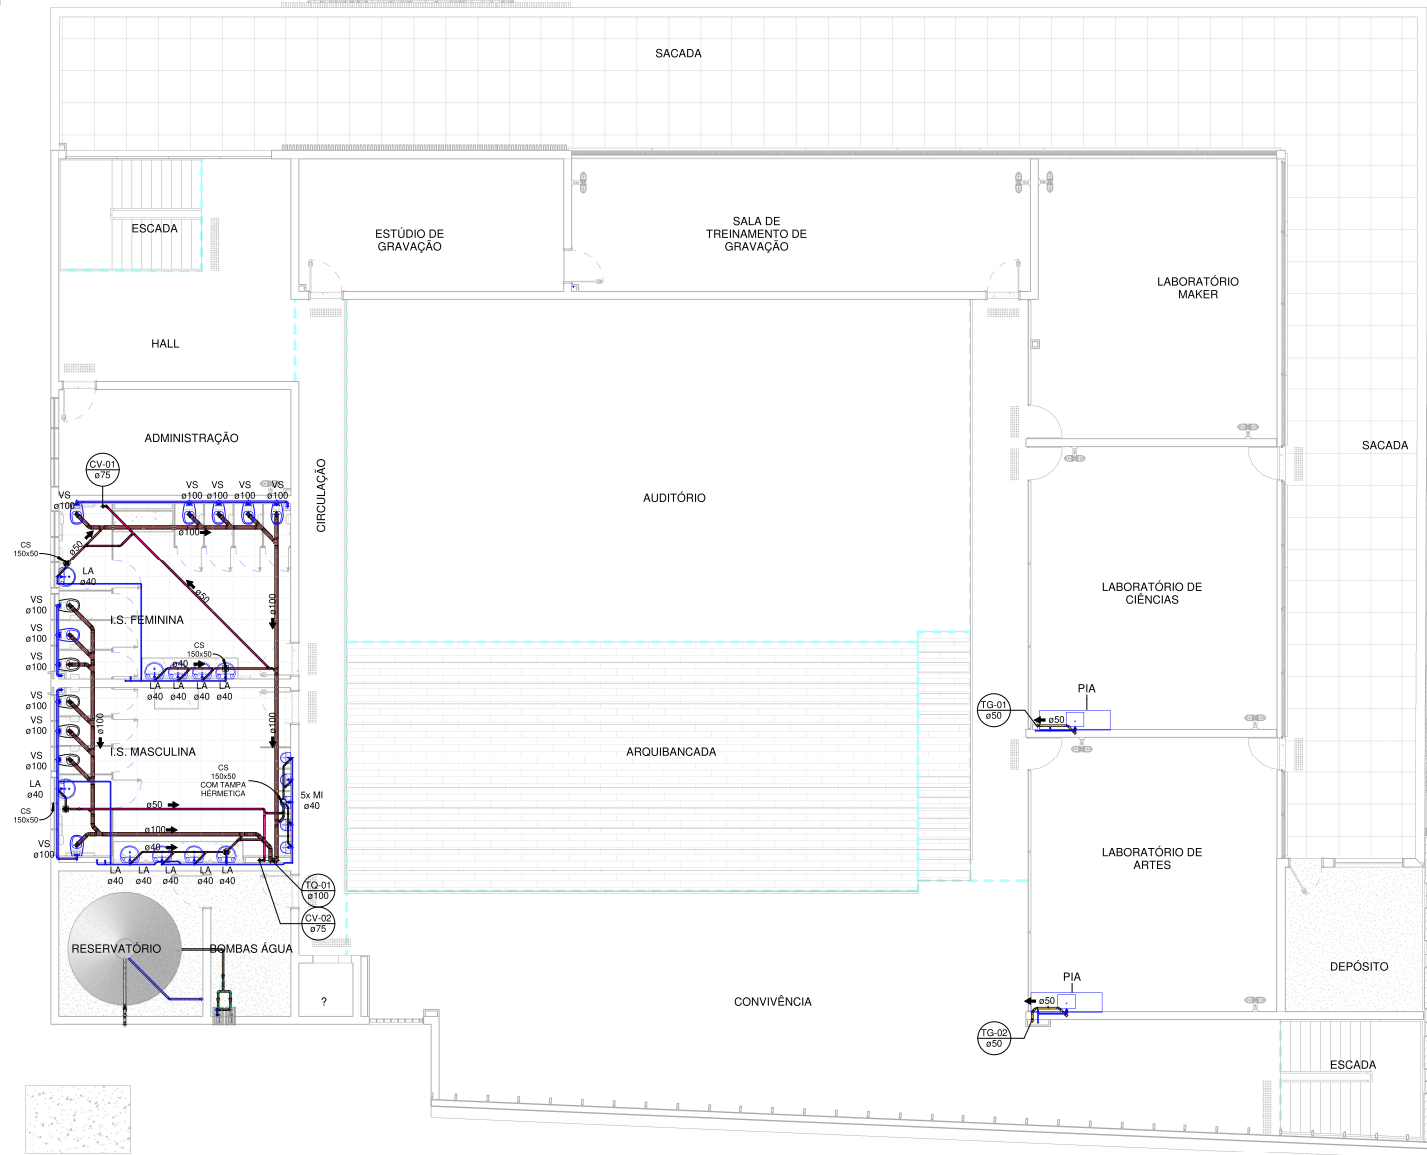 SACADA
ESCADA
ESTÚDIO DE
GRAVAÇÃO
SALA DE
TREINAMENTO DE
GRAVAÇÃO
LABORATÓRIO
MAKER
HALL
ADMINISTRAÇÃO
CIRCULAÇÃO
AUDITÓRIO
SACADA
CV-01
ø75
VS
ø100
VS
ø100
VS
ø100
VS
ø100
VS
ø100
ø100
ø50
CS
150x50
LA
ø40
ø50
ø100
VS
ø100
VS
ø100
VS
ø100
I.S. FEMININA
CS
150x50
ø40
LA
ø40
LA
ø40
LA
ø40
LA
ø40
LABORATÓRIO DE
CIÊNCIAS
VS
ø100
VS
ø100
VS
ø100
ø100
ø100
I.S. MASCULINA
CS
150x50
COM TAMPA
HÉRMETICA
5x MI
ø40
LA
ø40
CS
150x50
ø50
ø100
ø40
VS
ø100
LA
ø40
LA
ø40
LA
ø40
LA
ø40
LA
ø40
ARQUIBANCADA
TG-01
ø50
ø50
PIA
LABORATÓRIO DE
ARTES
TQ-01
ø100
CV-02
ø75
RESERVATÓRIO
BOMBAS ÁGUA
?
CONVIVÊNCIA
PIA
ø50
TG-02
ø50
DEPÓSITO
ESCADA